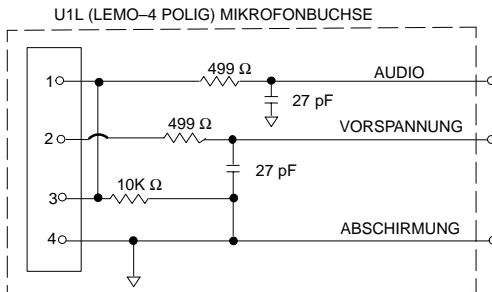 U1L (LEMO–4 POLIG) MIKROFONBUCHSE
499 Ω
1
AUDIO
27 pF
499 Ω
VORSPANNUNG
2
10K Ω
27 pF
3
ABSCHIRMUNG
4